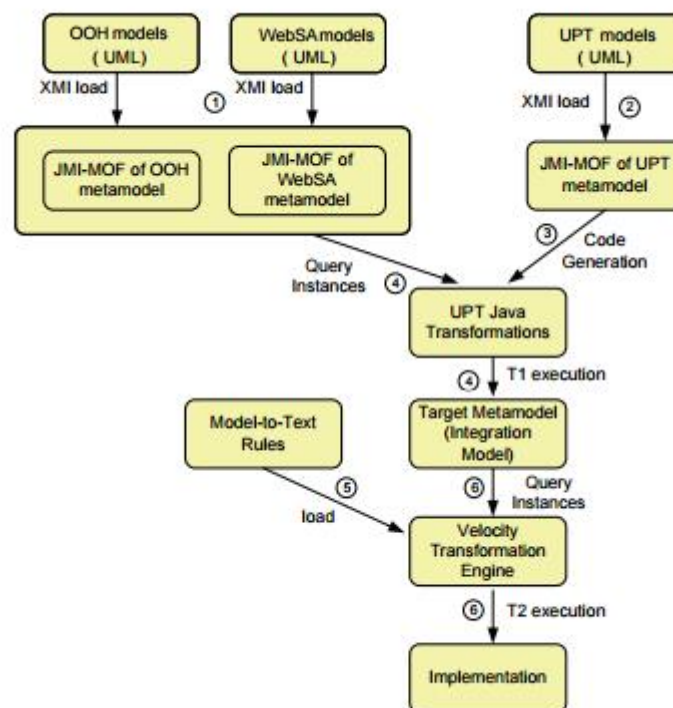 OOH models
( UML)
WebSA models
( UML)
UPT models
( UML)
XMI load
①
XMI load
XMI load
②
JMI-MOF of OOH
metamodel
JMI-MOF of
WebSA
metamodel
JMI-MOF of UPT
metamodel
③
Code
Generation
Query
Instances
④
UPT Java
Transformations
④
T1 execution
Model-to-Text
Rules
Target Metamodel
(Integration
Model)
⑤
load
⑥
Query
Instances
Velocity
Transformation
Engine
⑥
T2 execution
Implementation